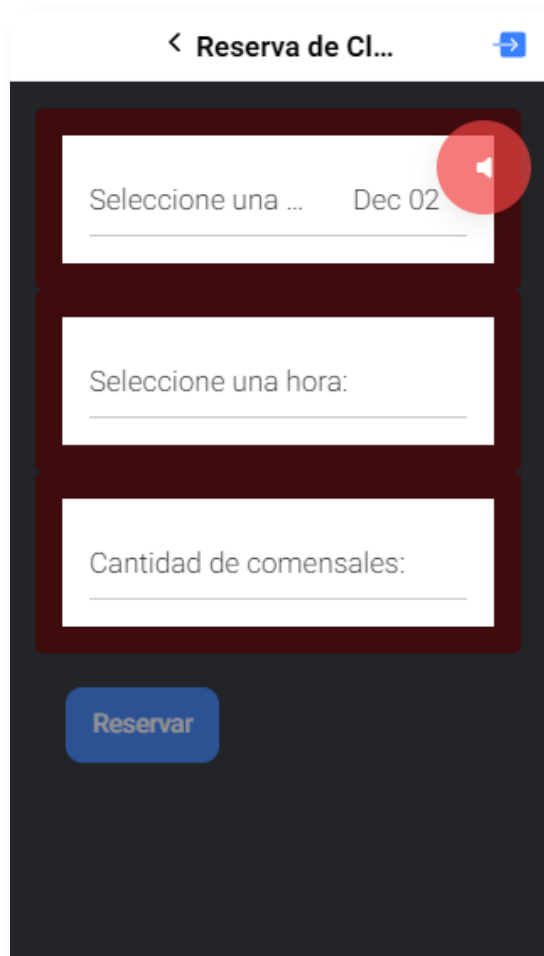 Reserva de Cl...
Seleccione una ... Dec 02
Seleccione una hora:
Cantidad de comensales:
Reservar